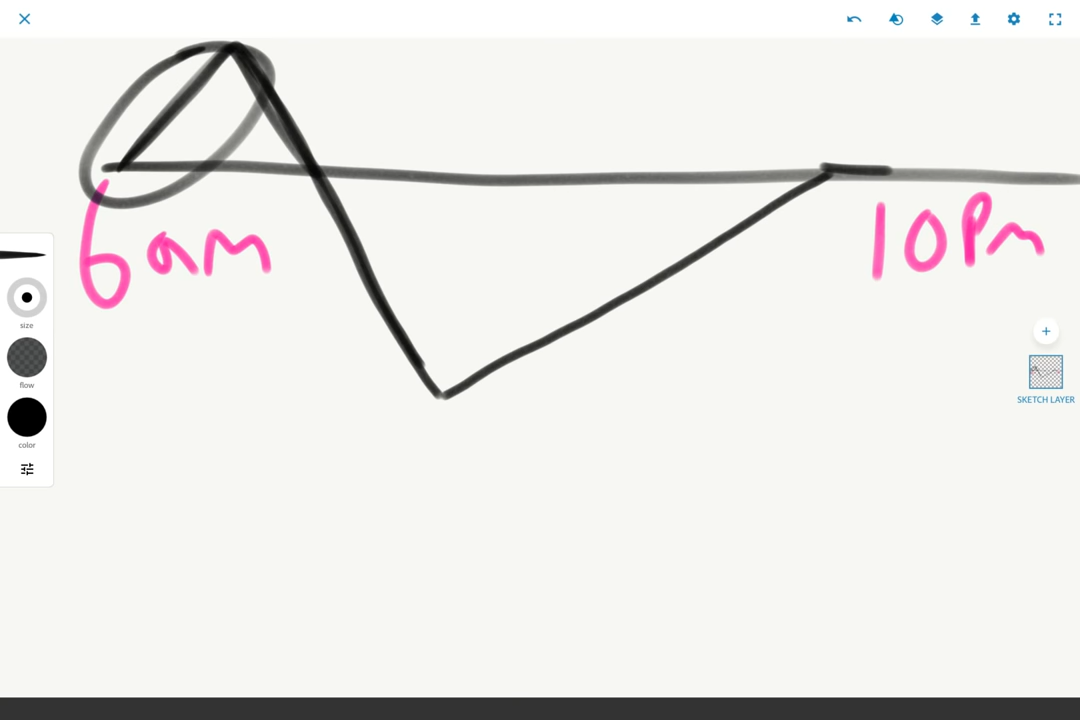 6am
10Pm
size
flow
color
SKETCH LAYER